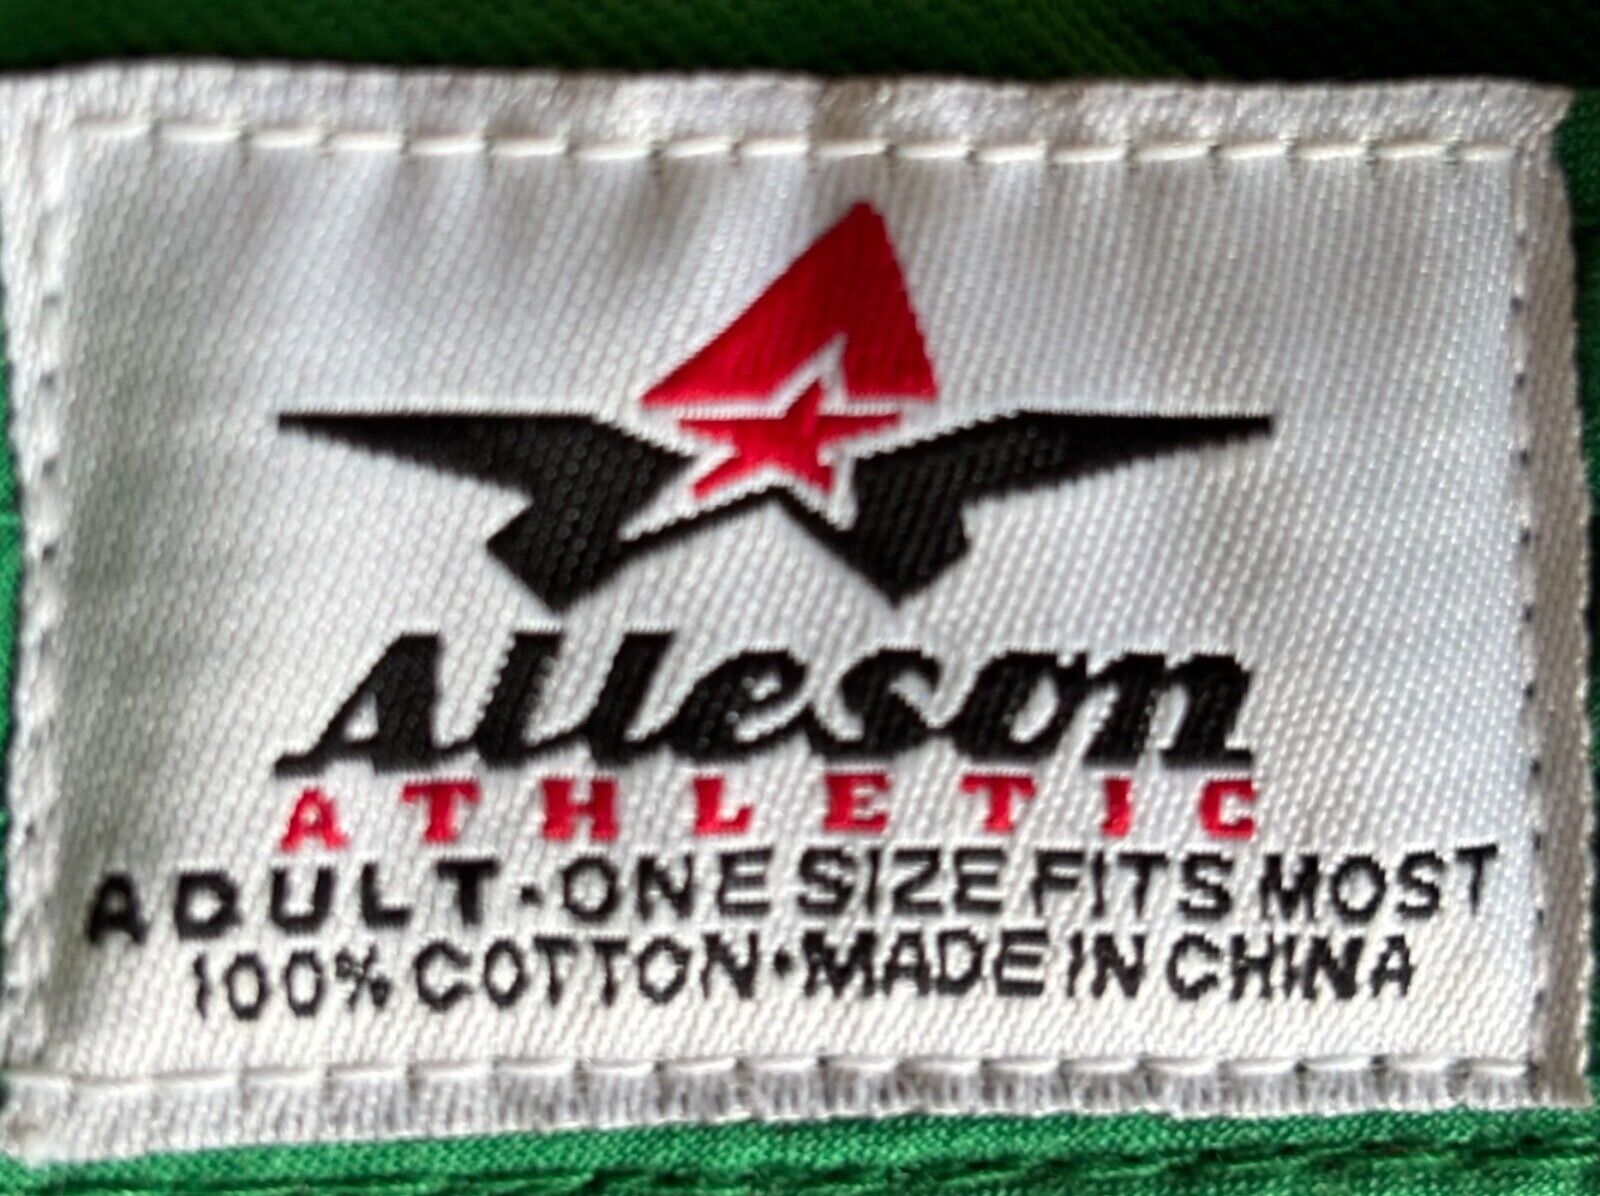 Alleson
ATHLETIC
ADULT·ONE SIZE FITS MOST
100% COTTON·MADE IN CHINA